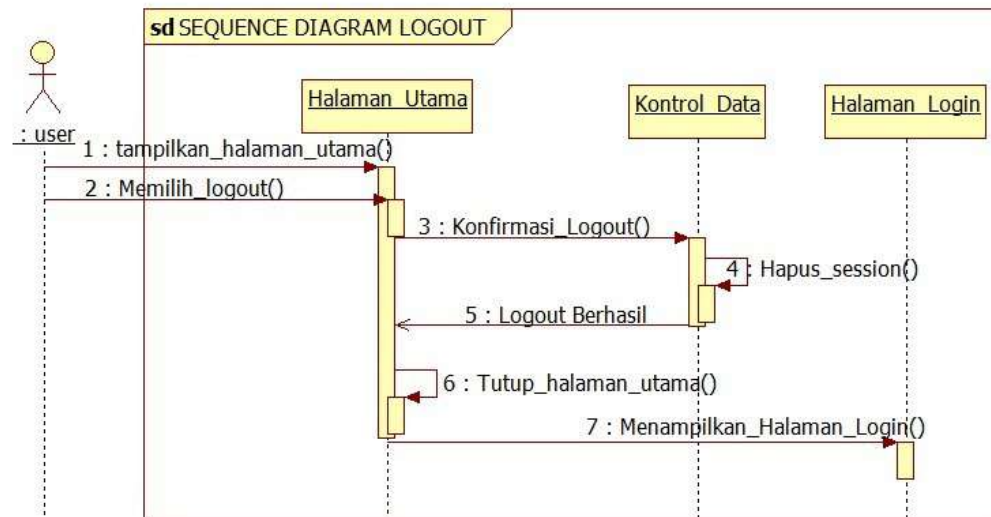 sd SEQUENCE DIAGRAM LOGOUT
Halaman_Utama
Kontrol_Data
Halaman_Login
: user
1 : tampilkan_halaman_utama()
2 : Memilih_logout()
3 : Konfirmasi_Logout()
4 : Hapus_session()
5 : Logout Berhasil
6 : Tutup_halaman_utama()
7 : Menampilkan_Halaman_Login()